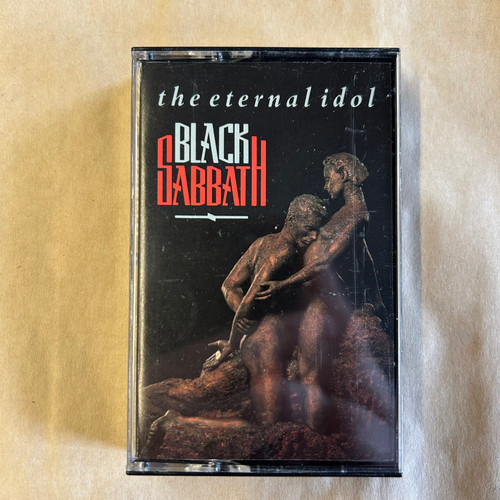 the eternal idol
BLACK
SABBATH